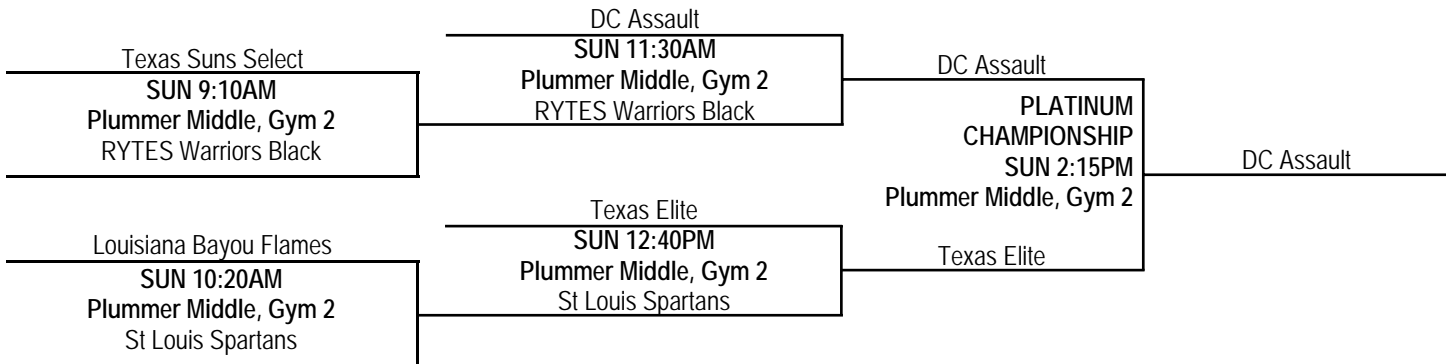 Texas Suns Select
SUN 9:10AM
Plummer Middle, Gym 2
RYTES Warriors Black
Louisiana Bayou Flames
SUN 10:20AM
Plummer Middle, Gym 2
St Louis Spartans
DC Assault
SUN 11:30AM
Plummer Middle, Gym 2
RYTES Warriors Black
Texas Elite
SUN 12:40PM
Plummer Middle, Gym 2
St Louis Spartans
DC Assault
PLATINUM
CHAMPIONSHIP
SUN 2:15PM
Plummer Middle, Gym 2
Texas Elite
DC Assault